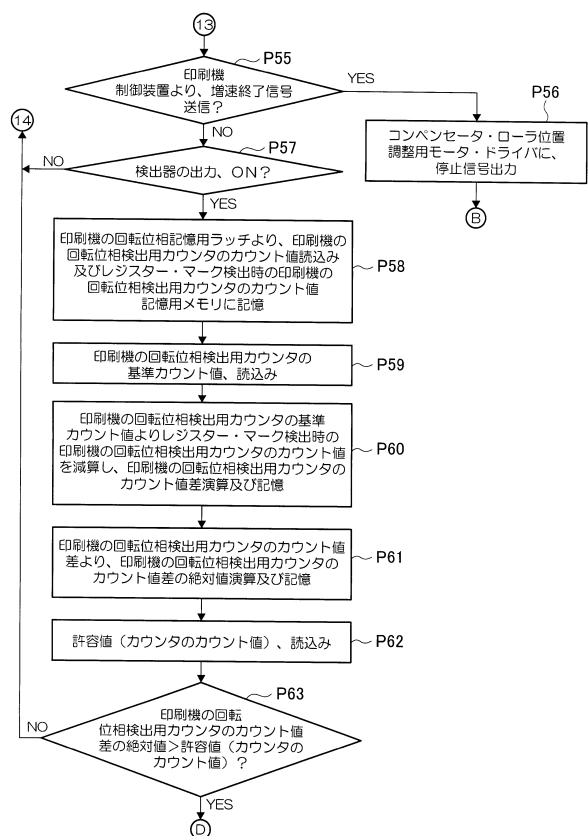 13
P55
印刷機
制御装置より、増速終了信号
送信？
YES
P56
コンペンセータ・ローラ位置
調整用モータ・ドライバに、
停止信号出力
B
14
NO
P57
NO
検出器の出力、ON？
YES
印刷機の回転位相記憶用ラッチより、印刷機の
回転位相検出用カウンタのカウント値読込み
及びレジスター・マーク検出時の印刷機の
回転位相検出用カウンタのカウント値
記憶用メモリに記憶
P58
印刷機の回転位相検出用カウンタの
基準カウント値、読込み
P59
印刷機の回転位相検出用カウンタの基準
カウント値よりレジスター・マーク検出時の
印刷機の回転位相検出用カウンタのカウント値
を減算し、印刷機の回転位相検出用カウンタの
カウント値差演算及び記憶
P60
印刷機の回転位相検出用カウンタのカウント値
差より、印刷機の回転位相検出用カウンタの
カウント値差の絶対値演算及び記憶
P61
許容値（カウンタのカウント値）、読込み
P62
P63
NO
印刷機の回転
位相検出用カウンタのカウント値
差の絶対値＞許容値（カウンタの
カウント値）？
YES
D